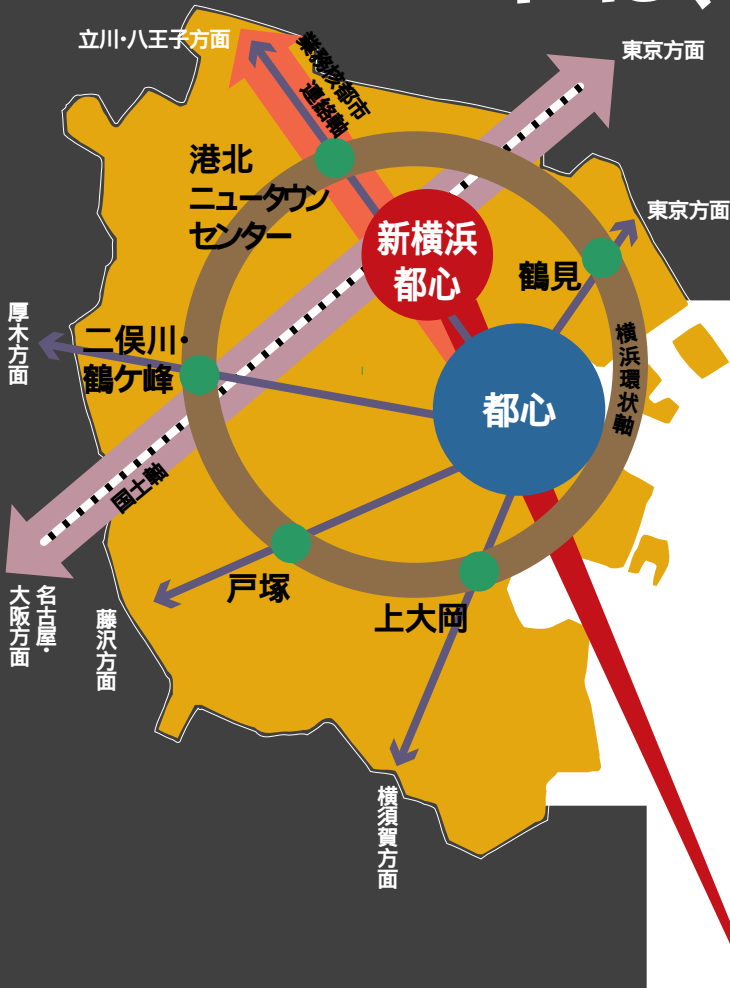 立川・八王子方面
業務核都市
連絡軸
東京方面
港北
ニュータウン
センター
新横浜
都心
東京方面
鶴見
横浜環状軸
厚木方面
二俣川・
鶴ケ峰
都心
国土軸
戸塚
上大岡
名古屋・
大阪方面
藤沢方面
横須賀方面